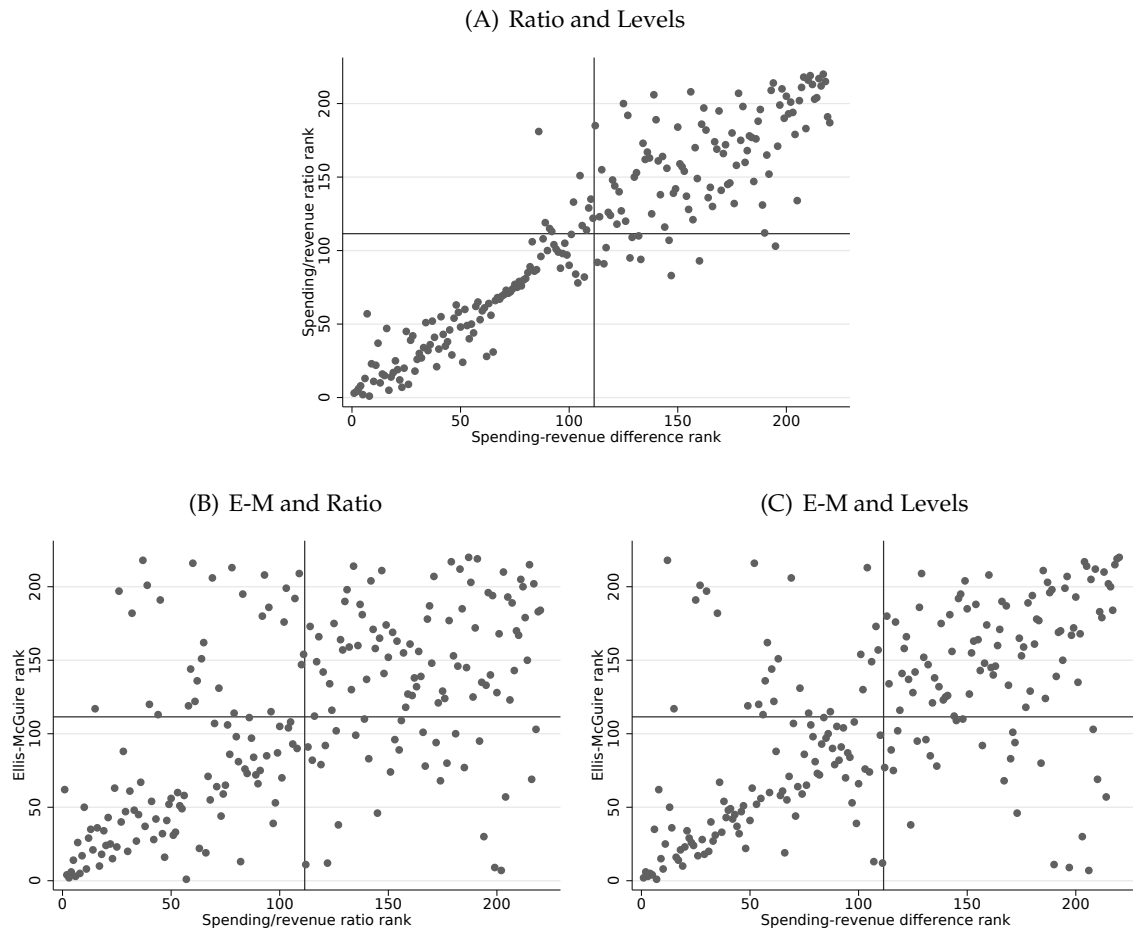 (A) Ratio and Levels
Spending/revenue ratio rank
200
150
100
50
0
0 50 100 150 200
Spending-revenue difference rank
(B) E-M and Ratio
Ellis-McGuire rank
200
150
100
50
0
0 50 100 150 200
Spending/revenue ratio rank
(C) E-M and Levels
Ellis-McGuire rank
200
150
100
50
0
0 50 100 150 200
Spending-revenue difference rank